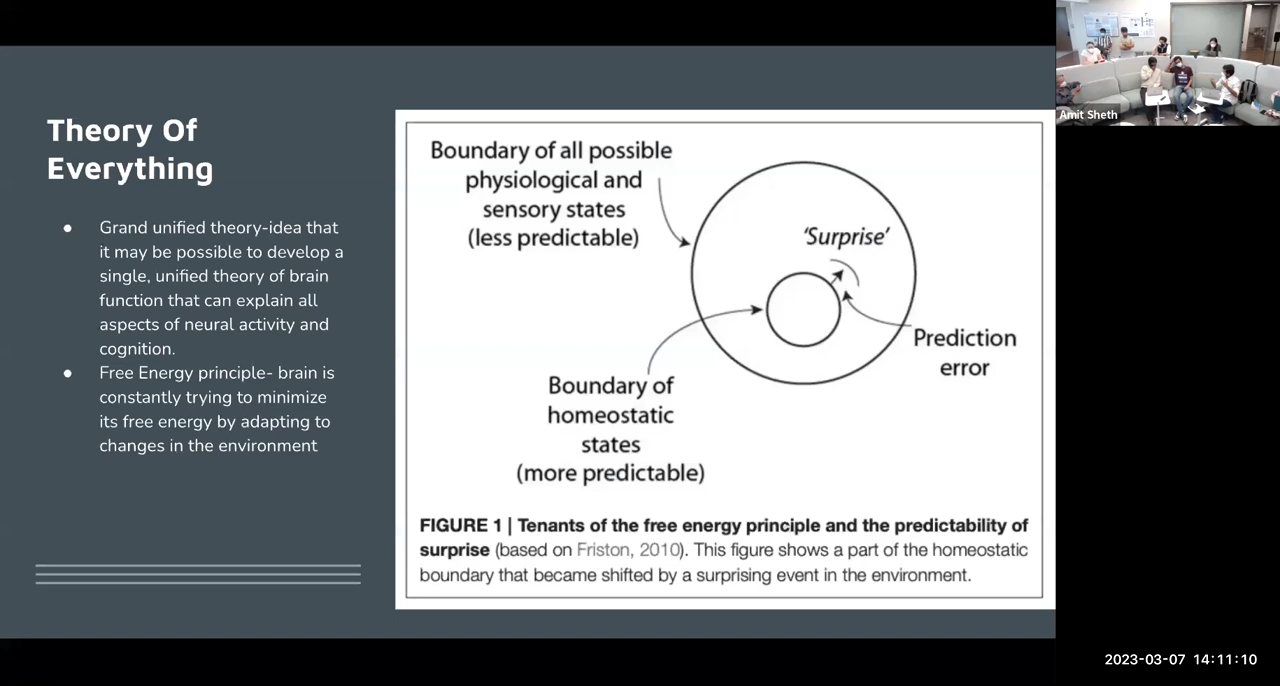 Theory Of
Everything
● Grand unified theory-idea that
it may be possible to develop a
single, unified theory of brain
function that can explain all
aspects of neural activity and
cognition.
● Free Energy principle- brain is
constantly trying to minimize
its free energy by adapting to
changes in the environment
Boundary of all possible
physiological and
sensory states
(less predictable)
‘Surprise’
Prediction
error
Boundary of
homeostatic
states
(more predictable)
FIGURE 1 | Tenants of the free energy principle and the predictability of
surprise (based on Friston, 2010). This figure shows a part of the homeostatic
boundary that became shifted by a surprising event in the environment.
Amit Sheth
2023-03-07 14:11:10